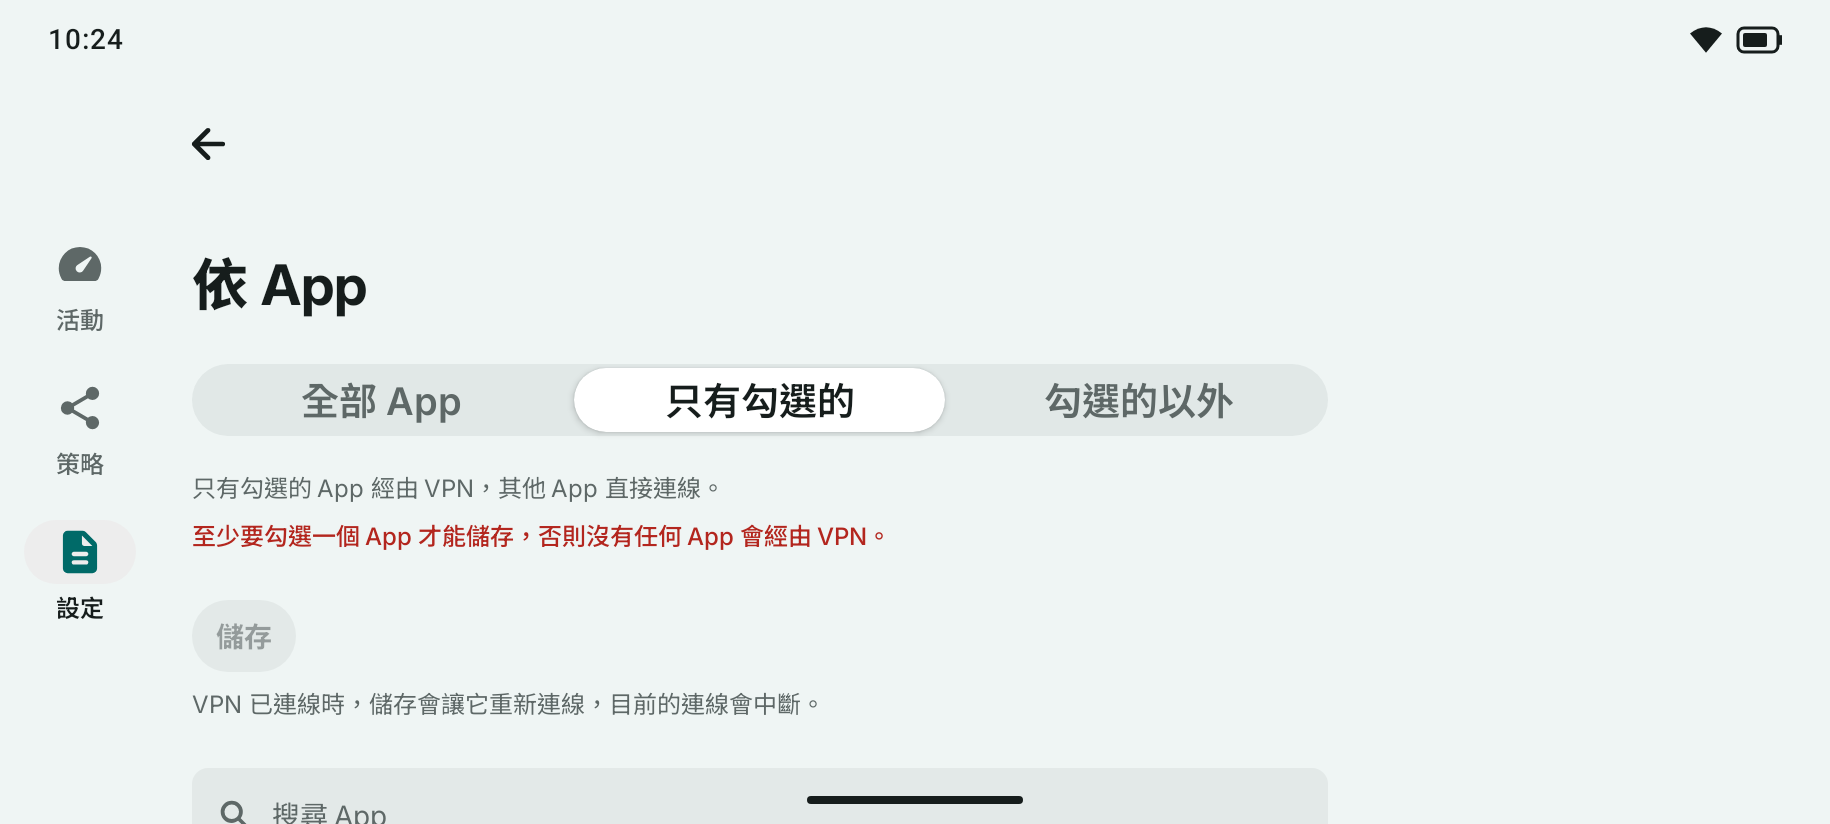 10:24
依 App
活動
全部 App
只有勾選的
勾選的以外
策略
只有勾選的 App 經由 VPN，其他 App 直接連線。
至少要勾選一個 App 才能儲存，否則沒有任何 App 會經由 VPN。
設定
儲存
VPN 已連線時，儲存會讓它重新連線，目前的連線會中斷。
搜尋 App